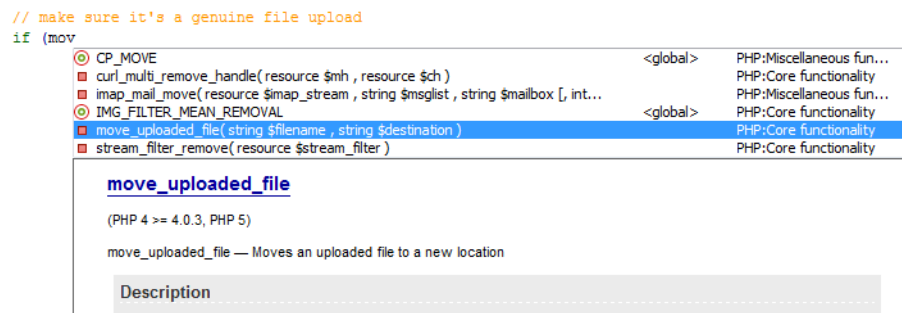 // make sure it's a genuine file upload
if (mov
CP_MOVE <global> PHP:Miscellaneous fun...
curl_multi_remove_handle( resource $mh , resource $ch ) PHP:Core functionality
imap_mail_move( resource $imap_stream , string $msglist , string $mailbox [, int... PHP:Miscellaneous fun...
IMG_FILTER_MEAN_REMOVAL <global> PHP:Core functionality
move_uploaded_file( string $filename , string $destination ) PHP:Core functionality
stream_filter_remove( resource $stream_filter ) PHP:Core functionality
move_uploaded_file
(PHP 4 >= 4.0.3, PHP 5)
move_uploaded_file — Moves an uploaded file to a new location
Description